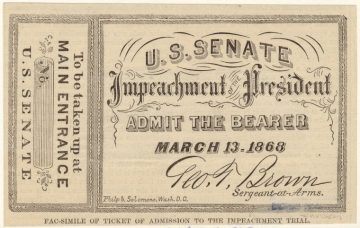 To be taken up at
MAIN ENTRANCE
No.
U.S. SENATE
U.S. SENATE
Impeachment OF THE President
ADMIT THE BEARER
MARCH 13-1868
Geo. T. Brown
Sergeant-at-Arms.
Philp & Solomons, Wash. D.C.
FAC-SIMILE OF TICKET OF ADMISSION TO THE IMPEACHMENT TRIAL.